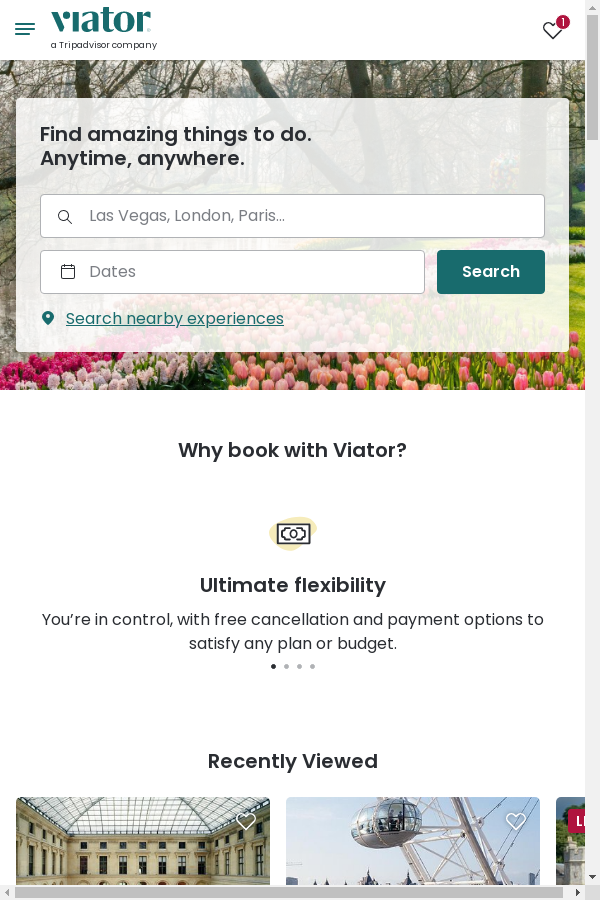 viator
a Tripadvisor company
1
Find amazing things to do.
Anytime, anywhere.
Las Vegas, London, Paris...
Dates
Search
Search nearby experiences
Why book with Viator?
Ultimate flexibility
You’re in control, with free cancellation and payment options to
satisfy any plan or budget.
Recently Viewed